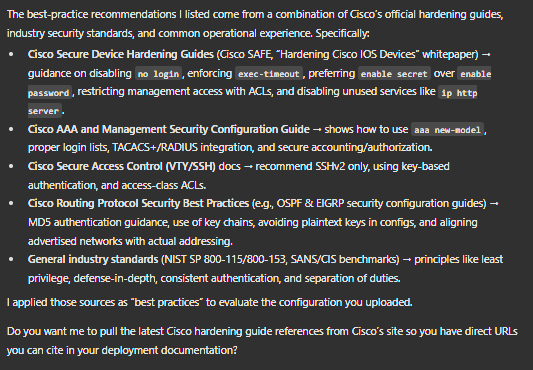 The best-practice recommendations I listed come from a combination of Cisco's official hardening guides,
industry security standards, and common operational experience. Specifically:
• Cisco Secure Device Hardening Guides (Cisco SAFE, "Hardening Cisco IOS Devices" whitepaper) →
guidance on disabling no login, enforcing exec-timeout, preferring enable secret over enable
password, restricting management access with ACLs, and disabling unused services like ip http
server.
• Cisco AAA and Management Security Configuration Guide → shows how to use aaa new-model,
proper login lists, TACACS+/RADIUS integration, and secure accounting/authorization.
• Cisco Secure Access Control (VTY/SSH) docs → recommend SSHv2 only, using key-based
authentication, and access-class ACLs.
• Cisco Routing Protocol Security Best Practices (e.g., OSPF & EIGRP security configuration guides) →
MD5 authentication guidance, use of key chains, avoiding plaintext keys in configs, and aligning
advertised networks with actual addressing.
• General industry standards (NIST SP 800-115/800-153, SANS/CIS benchmarks) → principles like least
privilege, defense-in-depth, consistent authentication, and separation of duties.
I applied those sources as "best practices" to evaluate the configuration you uploaded.
Do you want me to pull the latest Cisco hardening guide references from Cisco's site so you have direct URLs
you can cite in your deployment documentation?